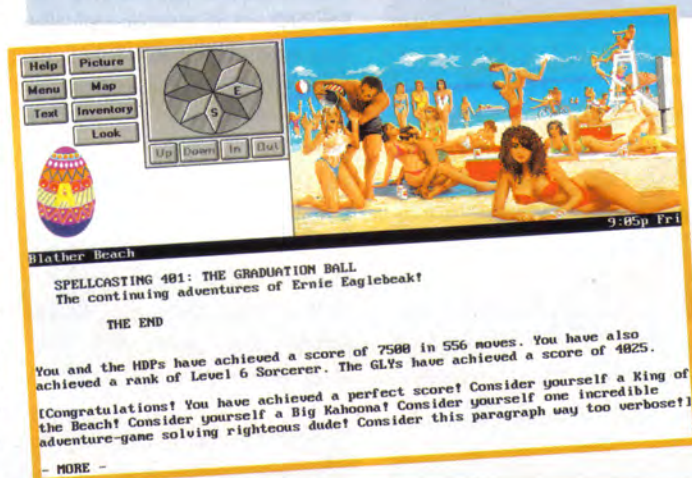 Help Picture
Menu Map
Text Inventory
Look
E
S
Up Down In Out
A
Blather Beach 9:05p Fri
SPELLCASTING 401: THE GRADUATION BALL
The continuing adventures of Ernie Eaglebeak!
THE END
You and the HDPs have achieved a score of 7500 in 556 moves. You have also
achieved a rank of Level 6 Sorcerer. The GLYs have achieved a score of 4025.
[Congratulations! You have achieved a perfect score! Consider yourself a King of
the Beach! Consider yourself a Big Kahoona! Consider yourself one incredible
adventure-game solving righteous dude! Consider this paragraph way too verbose!]
- MORE -